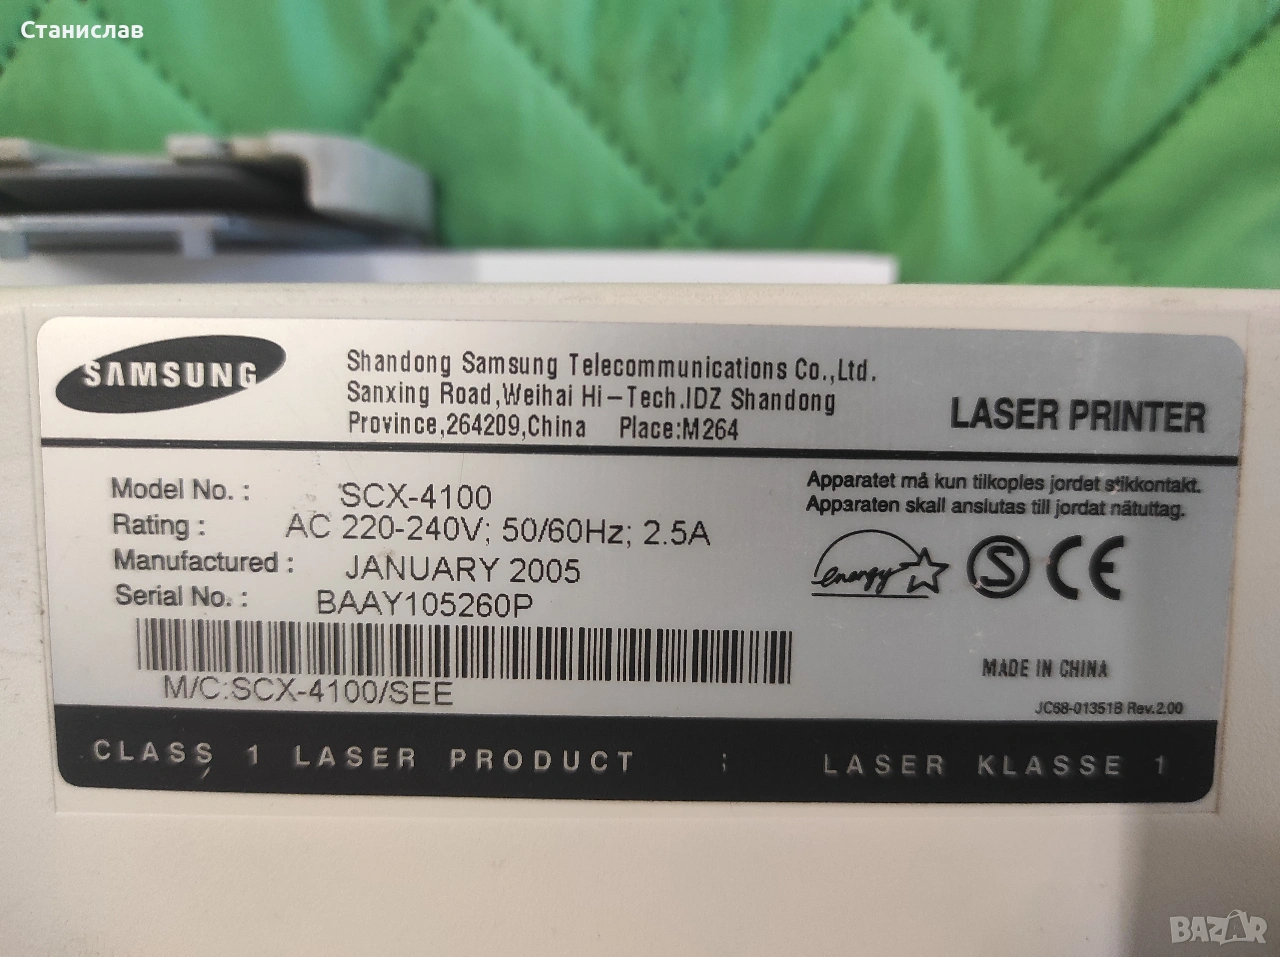 Станислав
SAMSUNG
Shandong Samsung Telecommunications Co.,Ltd.
Sanxing Road,Weihai Hi-Tech.IDZ Shandong
Province,264209,China Place:M264
LASER PRINTER
Model No. : SCX-4100
Rating : AC 220-240V; 50/60Hz; 2.5A
Manufactured : JANUARY 2005
Serial No. : BAAY105260P
M/C:SCX-4100/SEE
Apparatet må kun tilkoples jordet stikkontakt.
Apparaten skall anslutas till jordat nätuttag.
energy
S CE
MADE IN CHINA
JC68-01351B Rev.2.00
CLASS 1 LASER PRODUCT ; LASER KLASSE 1
BAZAR